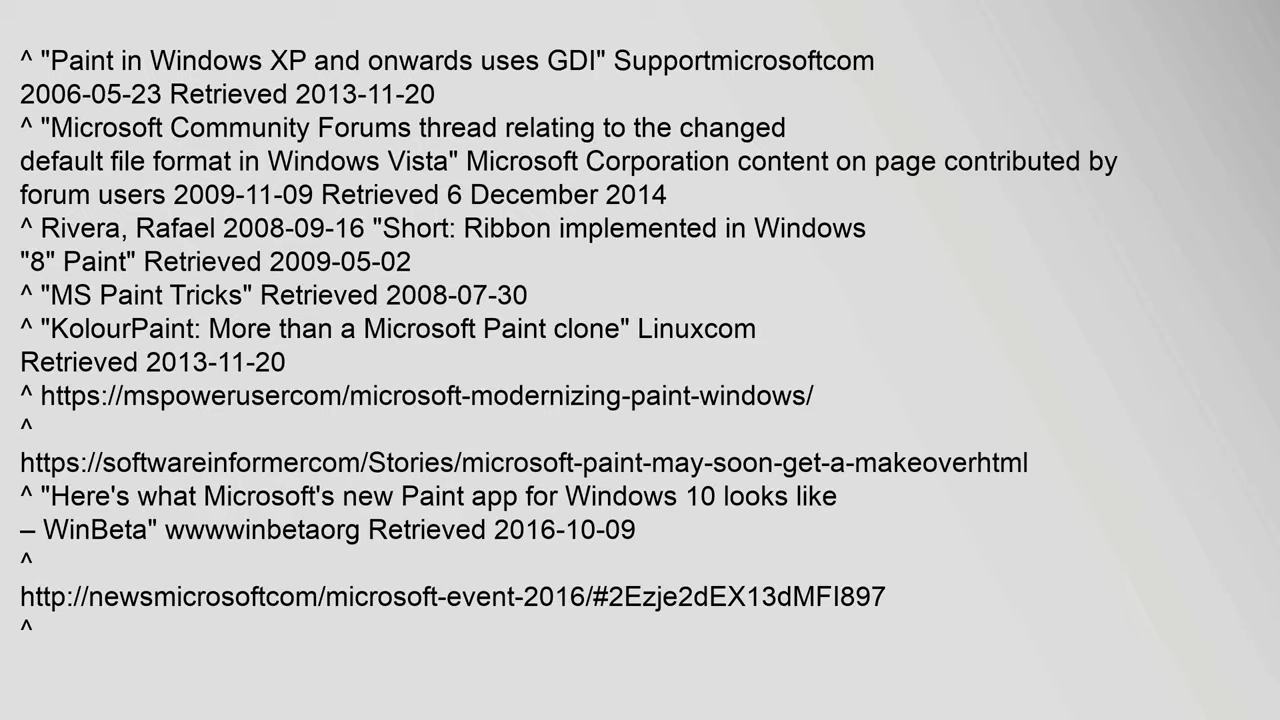 ^ "Paint in Windows XP and onwards uses GDI" Supportmicrosoftcom
2006-05-23 Retrieved 2013-11-20
^ "Microsoft Community Forums thread relating to the changed
default file format in Windows Vista" Microsoft Corporation content on page contributed by
forum users 2009-11-09 Retrieved 6 December 2014
^ Rivera, Rafael 2008-09-16 "Short: Ribbon implemented in Windows
"8" Paint" Retrieved 2009-05-02
^ "MS Paint Tricks" Retrieved 2008-07-30
^ "KolourPaint: More than a Microsoft Paint clone" Linuxcom
Retrieved 2013-11-20
^ https://mspowerusercom/microsoft-modernizing-paint-windows/
^
https://softwareinformercom/Stories/microsoft-paint-may-soon-get-a-makeoverhtml
^ "Here's what Microsoft's new Paint app for Windows 10 looks like
– WinBeta" wwwwinbetaorg Retrieved 2016-10-09
^
http://newsmicrosoftcom/microsoft-event-2016/#2Ezje2dEX13dMFI897
^